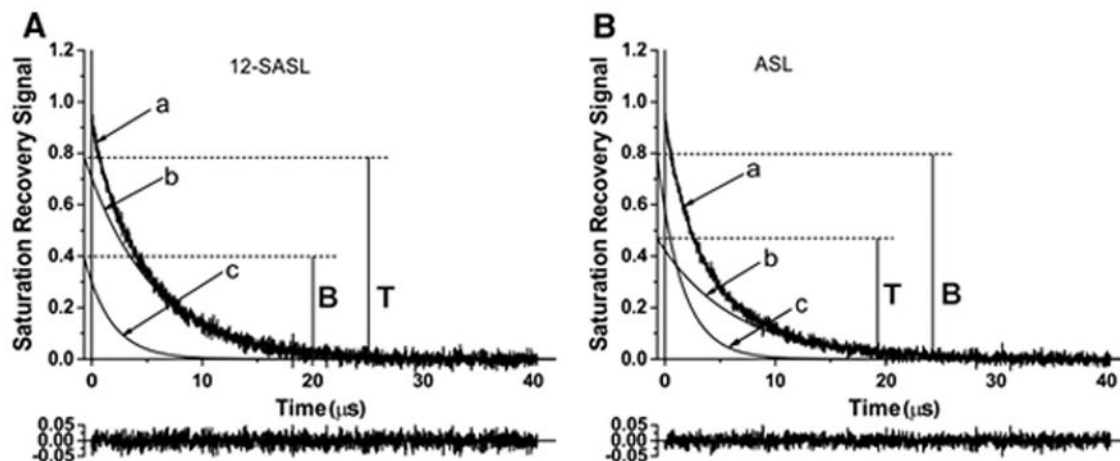 A
12-SASL
Saturation Recovery Signal
1.2
1.0
0.8
0.6
0.4
0.2
0.0
a
b
c
B T
0 10 20 30 40
Time(μs)
0.05
0.00
-0.05
B
ASL
Saturation Recovery Signal
1.2
1.0
0.8
0.6
0.4
0.2
0.0
a
b
c
T B
0 10 20 30 40
Time(μs)
0.05
0.00
-0.05